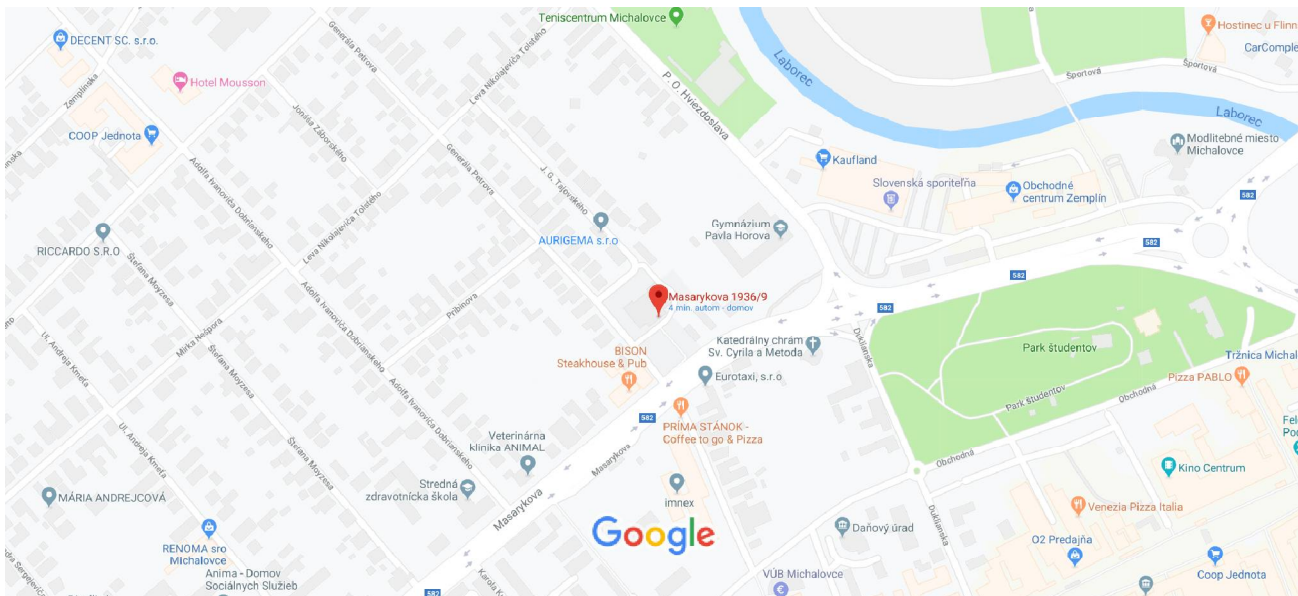 Teniscentrum Michalovce
Hostinec u Flinn
DECENT SC. s.r.o.
CarComple
Generála Petrova
Leva Nikolajeviča Tolstého
P. O. Hviezdoslava
Laborec
Športová
Športová
Hotel Mousson
Zemplínska
Laborec
COOP Jednota
Jonáša Záborského
Modlitebné miesto
Michalovce
Kaufland
Generála Petrova
J. G. Tajovského
Slovenská sporiteľňa
Obchodné
centrum Zemplín
Adolfa Ivanoviča Dobrianskeho
Leva Nikolajeviča Tolstého
582
Gymnázium
Pavla Horova
AURIGEMA s.r.o
582
RICCARDO S.R.O
582
Štefana Moyzesa
Pribinova
Masarykova 1936/9
4 min. autom - domov
582
Adolfa Ivanoviča Dobrianskeho
Mirka Nešpora
Ul. Andreja Kmeťa
Štefana Moyzesa
Katedrálny chrám
Sv. Cyrila a Metoda
Duklianska
Park študentov
BISON
Steakhouse & Pub
Tržnica Michal
Eurotaxi, s.r.o
Pizza PABLO
Park študentov
Obchodná
Adolfa Ivanoviča Dobrianskeho
582
PRIMA STÁNOK -
Coffee to go & Pizza
Fel
Poc
Ul. Andreja Kmeťa
Štefana Moyzesa
Veterinárna
klinika ANIMAL
Masarykova
Obchodná
Kino Centrum
Stredná
zdravotnícka škola
MÁRIA ANDREJCOVÁ
imnex
Masarykova
Venezia Pizza Italia
Google
Daňový úrad
Duklianska
O2 Predajňa
RENOMA sro
Michalovce
Anima - Domov
Sociálnych Služieb
VÚB Michalovce
Coop Jednota
582